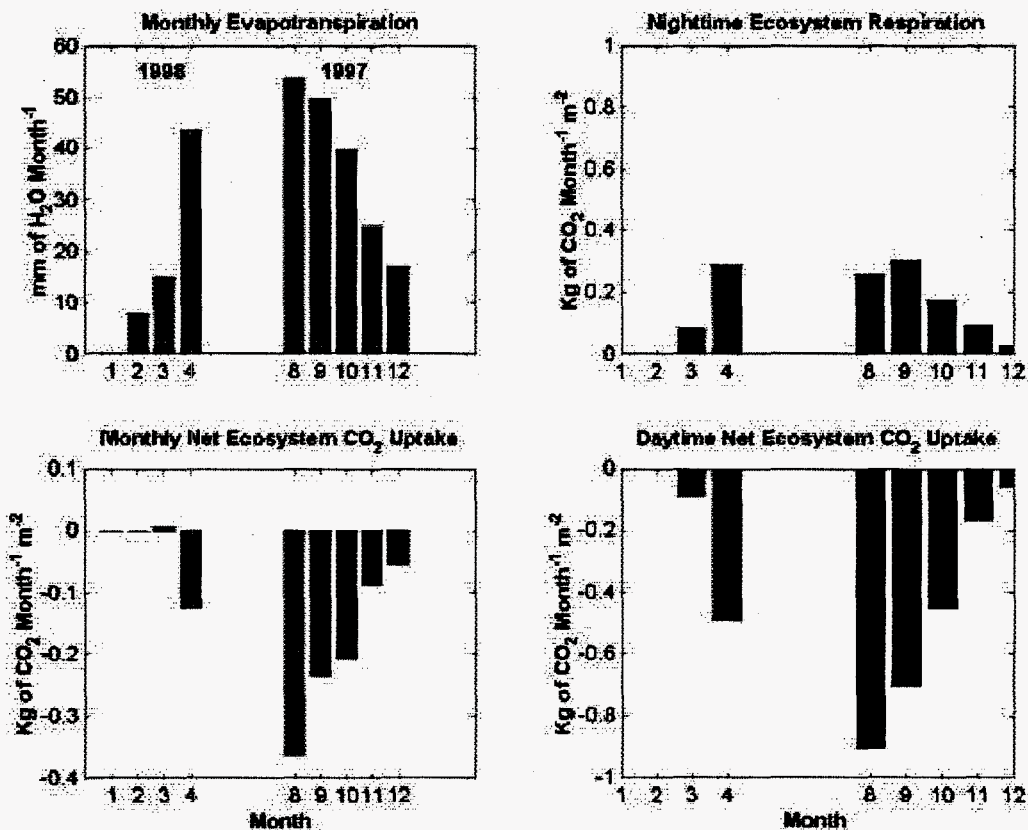 Monthly Evapotranspiration
1998 1997
mm of H₂O Month⁻¹
60
50
40
30
20
10
0
1 2 3 4 8 9 10 11 12
Nighttime Ecosystem Respiration
Kg of CO₂ Month⁻¹ m⁻²
1
0.8
0.6
0.4
0.2
0
1 2 3 4 8 9 10 11 12
Monthly Net Ecosystem CO₂ Uptake
Kg of CO₂ Month⁻¹ m⁻²
0.1
0
-0.1
-0.2
-0.3
-0.4
1 2 3 4 8 9 10 11 12
Month
Daytime Net Ecosystem CO₂ Uptake
Kg of CO₂ Month⁻¹ m⁻²
0
-0.2
-0.4
-0.6
-0.8
-1
1 2 3 4 8 9 10 11 12
Month